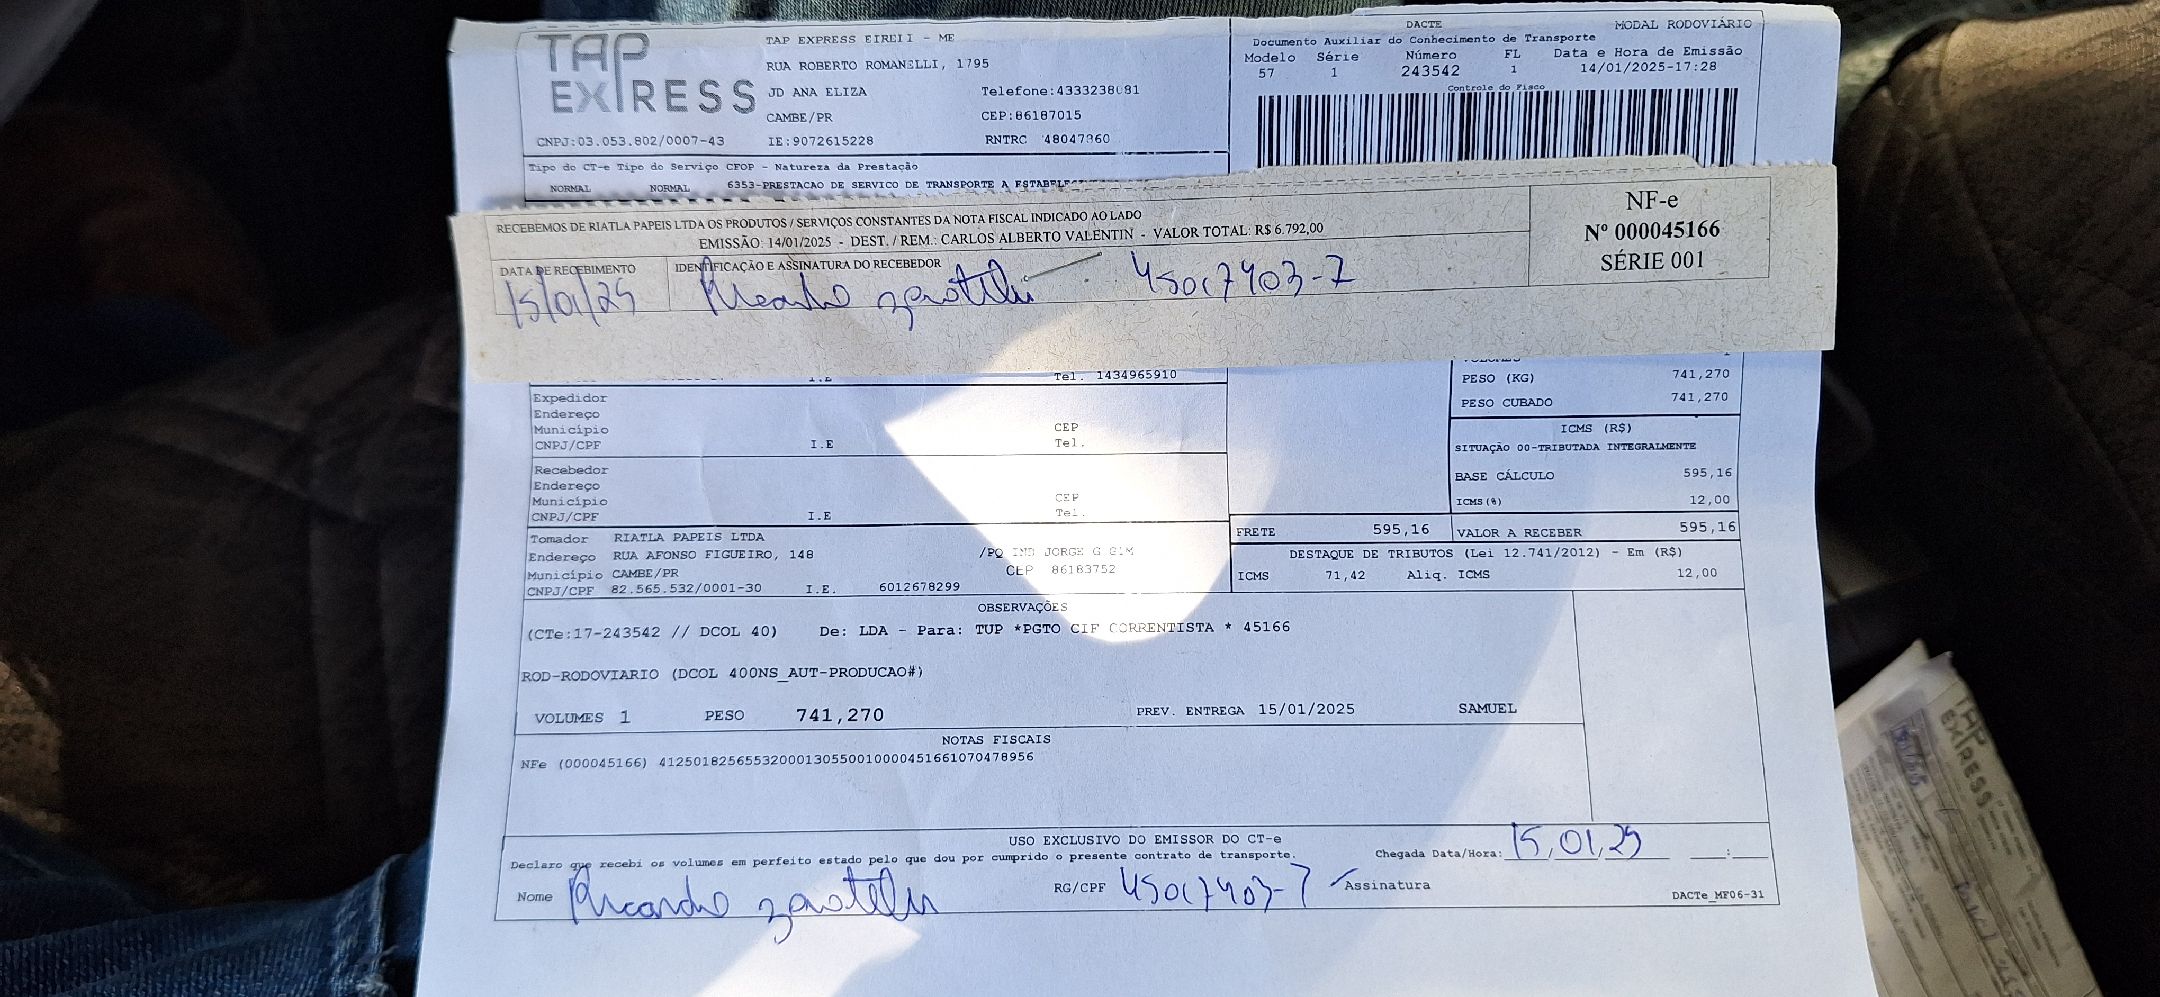 TAP EXPRESS
TAP EXPRESS EIRELI - ME
RUA ROBERTO ROMANELLI, 1795
JD ANA ELIZA Telefone:4333238081
CAMBE/PR CEP:86187015
CNPJ:03.053.802/0007-43 IE:9072615228 RNTRC 48047360
DACTE MODAL RODOVIÁRIO
Documento Auxiliar do Conhecimento de Transporte
Modelo Série Número FL Data e Hora de Emissão
57 1 243542 1 14/01/2025-17:28
Controle do Fisco
Tipo do CT-e Tipo do Serviço CFOP - Natureza da Prestação
NORMAL NORMAL 6353-PRESTACAO DE SERVICO DE TRANSPORTE A
RECEBEMOS DE RIATLA PAPEIS LTDA OS PRODUTOS / SERVIÇOS CONSTANTES DA NOTA FISCAL INDICADO AO LADO
EMISSÃO: 14/01/2025 - DEST. / REM.: CARLOS ALBERTO VALENTIN - VALOR TOTAL: R$ 6.792,00
DATA DE RECEBIMENTO IDENTIFICAÇÃO E ASSINATURA DO RECEBEDOR
15/01/25 Ricardo
NF-e
Nº 000045166
SÉRIE 001
I.E Tel. 1434965910
Expedidor
Endereço
Município CEP
CNPJ/CPF I.E Tel.
Recebedor
Endereço
Município CEP
CNPJ/CPF I.E Tel.
VOLUMES 1
PESO (KG) 741,270
PESO CUBADO 741,270
ICMS (R$)
SITUAÇÃO 00-TRIBUTADA INTEGRALMENTE
BASE CÁLCULO 595,16
ICMS(%) 12,00
FRETE 595,16 VALOR A RECEBER 595,16
Tomador RIATLA PAPEIS LTDA
Endereço RUA AFONSO FIGUEIRO, 148 /PQ IND JORGE G.GIM
Município CAMBE/PR CEP 86183752
CNPJ/CPF 82.565.532/0001-30 I.E. 6012678299
DESTAQUE DE TRIBUTOS (Lei 12.741/2012) - Em (R$)
ICMS 71,42 Aliq. ICMS 12,00
OBSERVAÇÕES
(CTe:17-243542 // DCOL 40) De: LDA - Para: TUP *PGTO CIF CORRENTISTA * 45166
ROD-RODOVIARIO (DCOL 400NS_AUT-PRODUCAO#)
VOLUMES 1 PESO 741,270 PREV. ENTREGA 15/01/2025 SAMUEL
NOTAS FISCAIS
NFe (000045166) 41250182565532000130550010000451661070478956
USO EXCLUSIVO DO EMISSOR DO CT-e
Declaro que recebi os volumes em perfeito estado pelo que dou por cumprido o presente contrato de transporte. Chegada Data/Hora: 15,01,25 __:__
Nome Ricardo RG/CPF Assinatura
DACTe_MF06-31
TAP EXPRESS